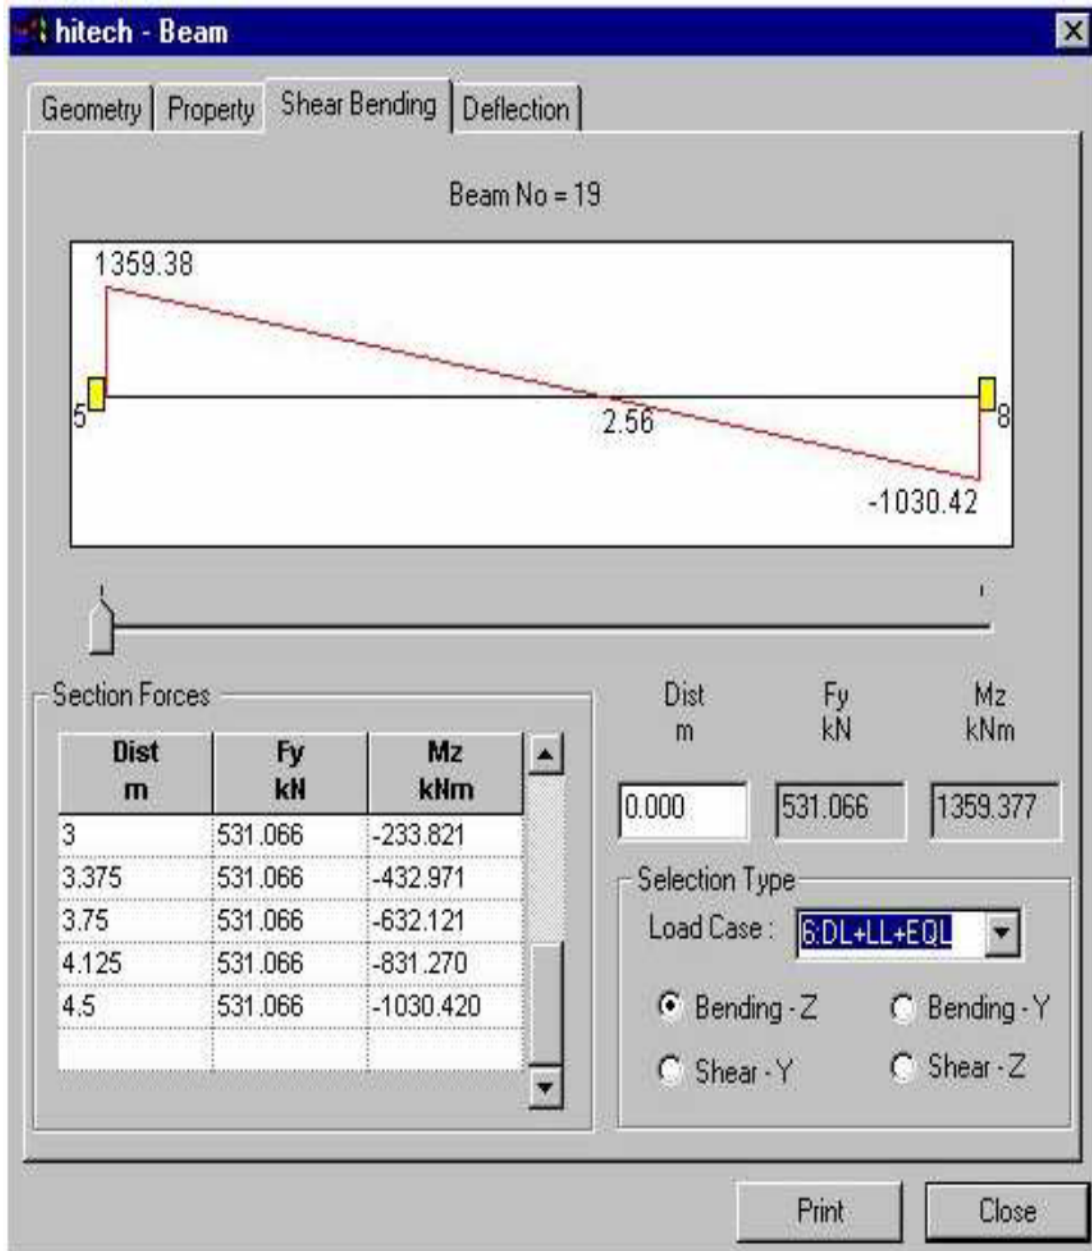 hitech - Beam
Geometry Property Shear Bending Deflection
Beam No = 19
1359.38
5 2.56 8
-1030.42
Section Forces
Dist Fy Mz
m kN kNm
3 531.066 -233.821
3.375 531.066 -432.971
3.75 531.066 -632.121
4.125 531.066 -831.270
4.5 531.066 -1030.420
Dist Fy Mz
m kN kNm
0.000 531.066 1359.377
Selection Type
Load Case : 6:DL+LL+EQL
Bending - Z Bending - Y
Shear - Y Shear - Z
Print Close